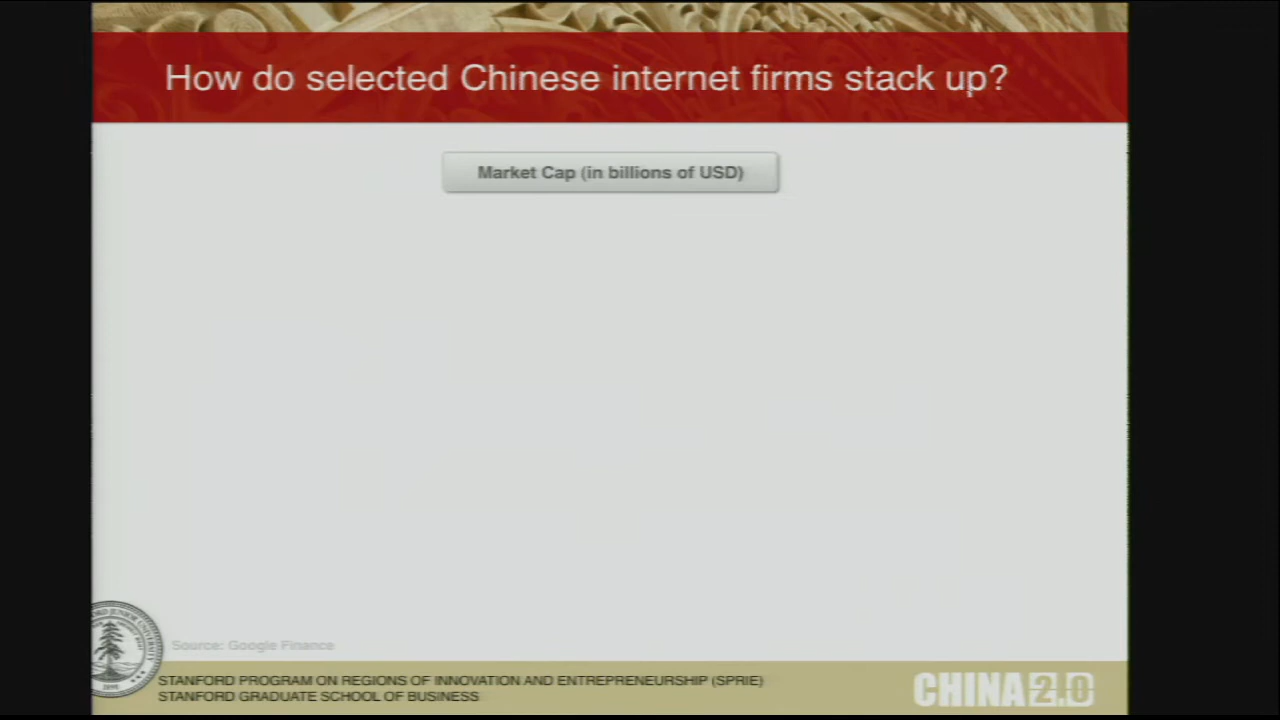 How do selected Chinese internet firms stack up?
Market Cap (in billions of USD)
Source: Google Finance
STANFORD PROGRAM ON REGIONS OF INNOVATION AND ENTREPRENEURSHIP (SPRIE)
STANFORD GRADUATE SCHOOL OF BUSINESS
CHINA 2.0